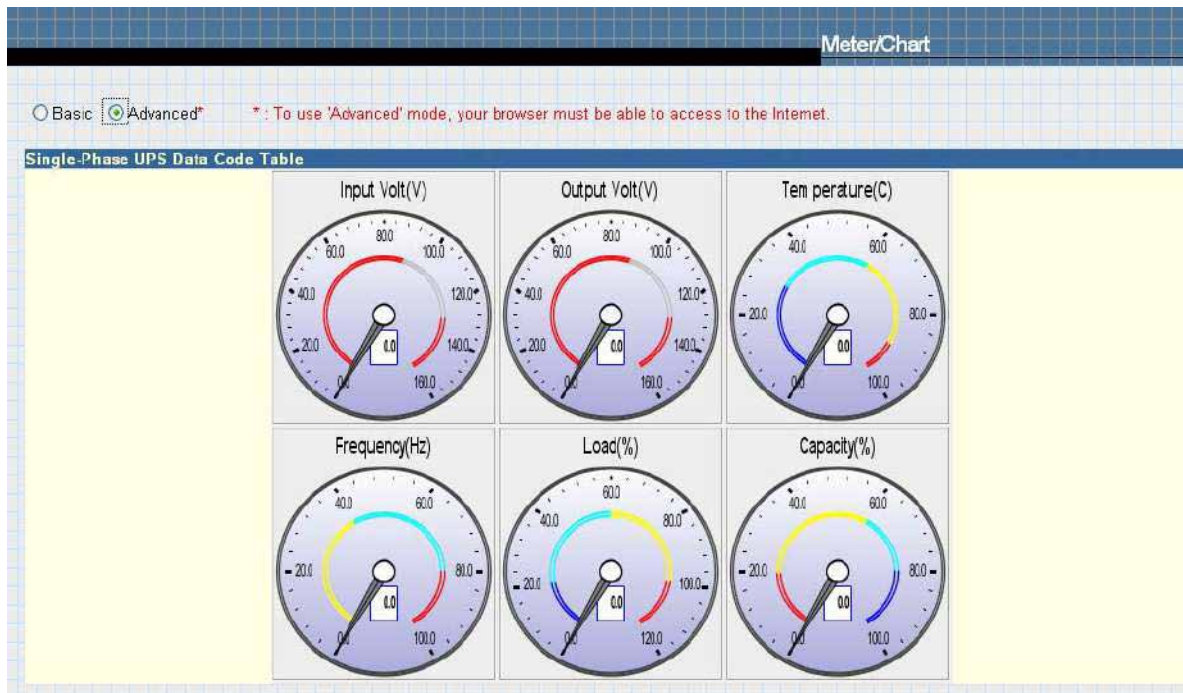 Meter/Chart
Basic Advanced* * : To use 'Advanced' mode, your browser must be able to access to the Internet.
Single-Phase UPS Data Code Table
Input Volt(V) Output Volt(V) Tem perature(C)
0.0 20.0 40.0 60.0 80.0 100.0 120.0 140.0 160.0
0.0
0.0 20.0 40.0 60.0 80.0 100.0 120.0 140.0 160.0
0.0
0.0 20.0 40.0 60.0 80.0 100.0
0.0
Frequency(Hz) Load(%) Capacity(%)
0.0 20.0 40.0 60.0 80.0 100.0
0.0
0.0 20.0 40.0 60.0 80.0 100.0 120.0
0.0
0.0 20.0 40.0 60.0 80.0 100.0
0.0